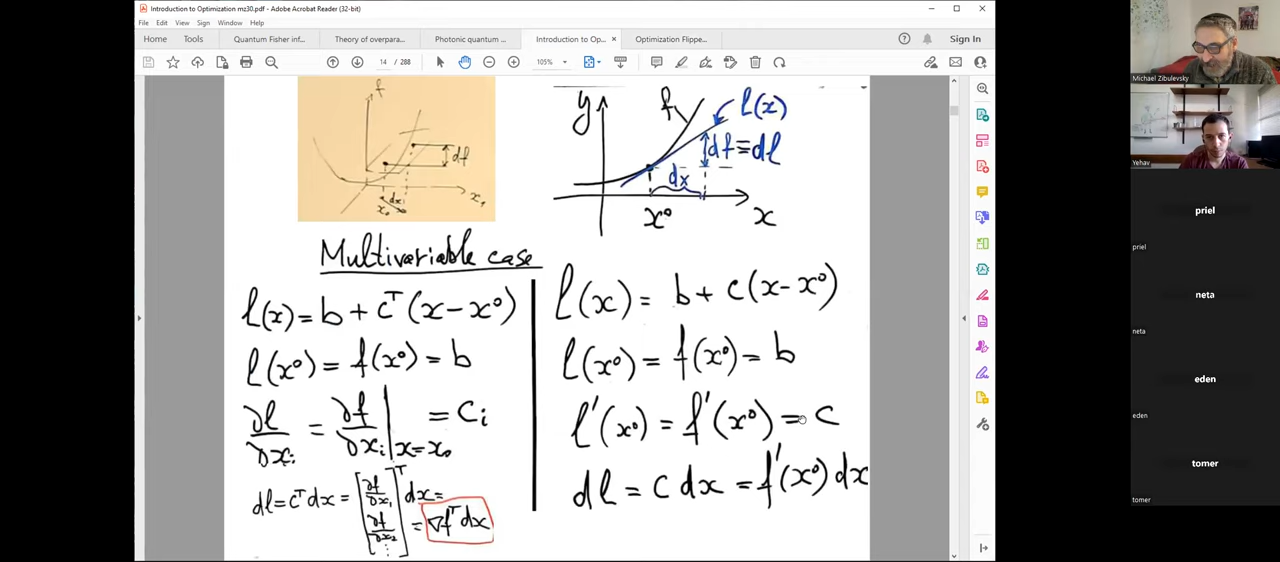 Introduction to Optimization mz30.pdf - Adobe Acrobat Reader (32-bit)
File Edit View Sign Window Help
Home Tools Quantum Fisher inf... Theory of overpara... Photonic quantum ... Introduction to Op... × Optimization Flippe... Sign In
14 / 288 105%
f
df
dx
x₀
x₁
y
f
l(x)
df≡dl
dx
x⁰
x
Multivariable case
l(x) = b + cᵀ(x-x⁰)
l(x⁰) = f(x⁰) = b
∂l/∂xᵢ = ∂f/∂xᵢ |x=x₀ = cᵢ
dl = cᵀdx = [∂f/∂x₁ ∂f/∂x₂ ⋮]ᵀ dx =
= ∇fᵀdx
l(x) = b + c(x-x⁰)
l(x⁰) = f(x⁰) = b
l'(x⁰) = f'(x⁰) = c
dl = c dx = f'(x⁰) dx
Michael Zibulevsky
Yehav
priel
priel
neta
neta
eden
eden
tomer
tomer